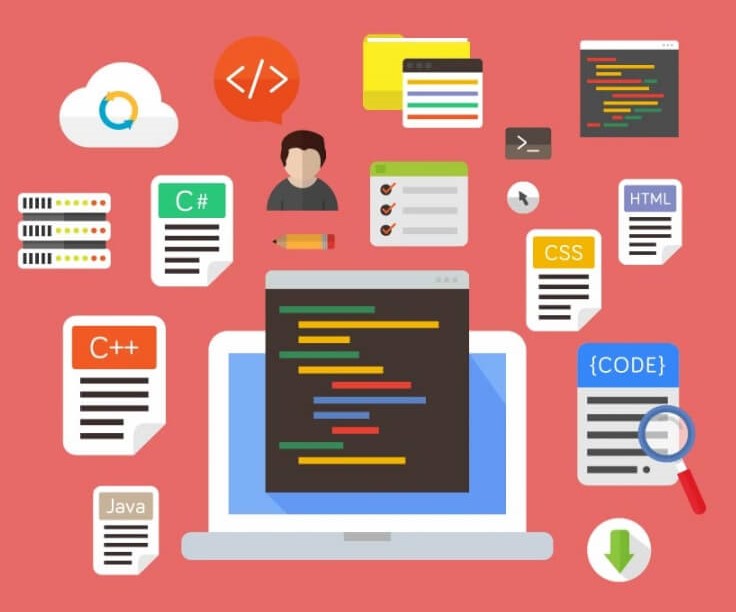 </>
>_
C#
HTML
CSS
C++
{CODE}
Java